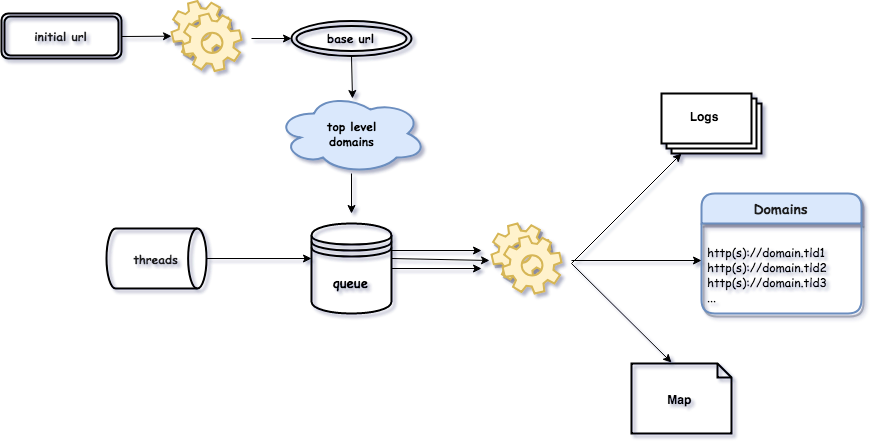 initial url
base url
top level
domains
threads
queue
Logs
Domains
http(s)://domain.tld1
http(s)://domain.tld2
http(s)://domain.tld3
...
Map